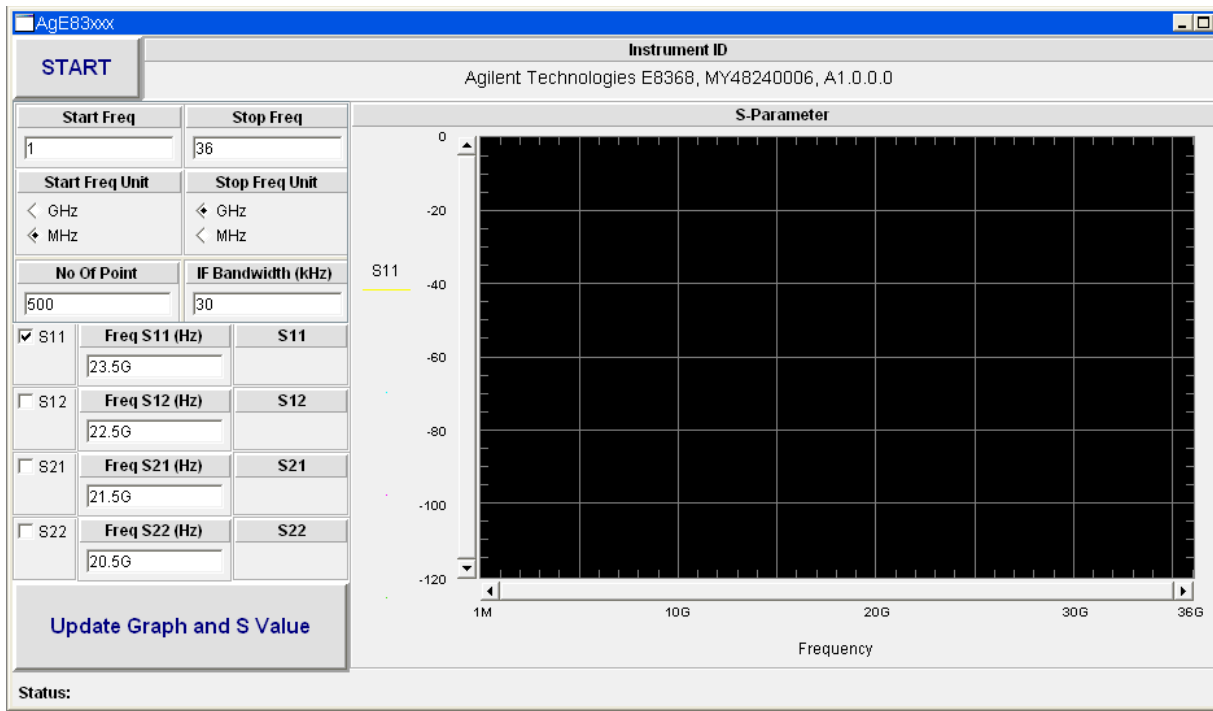 AgE83xxx
START
Instrument ID
Agilent Technologies E8368, MY48240006, A1.0.0.0
Start Freq
Stop Freq
1
36
Start Freq Unit
Stop Freq Unit
GHz
GHz
MHz
MHz
No Of Point
IF Bandwidth (kHz)
500
30
S11
Freq S11 (Hz)
S11
23.5G
S12
Freq S12 (Hz)
S12
22.5G
S21
Freq S21 (Hz)
S21
21.5G
S22
Freq S22 (Hz)
S22
20.5G
Update Graph and S Value
S-Parameter
S11
0
-20
-40
-60
-80
-100
-120
1M
10G
20G
30G
36G
Frequency
Status: